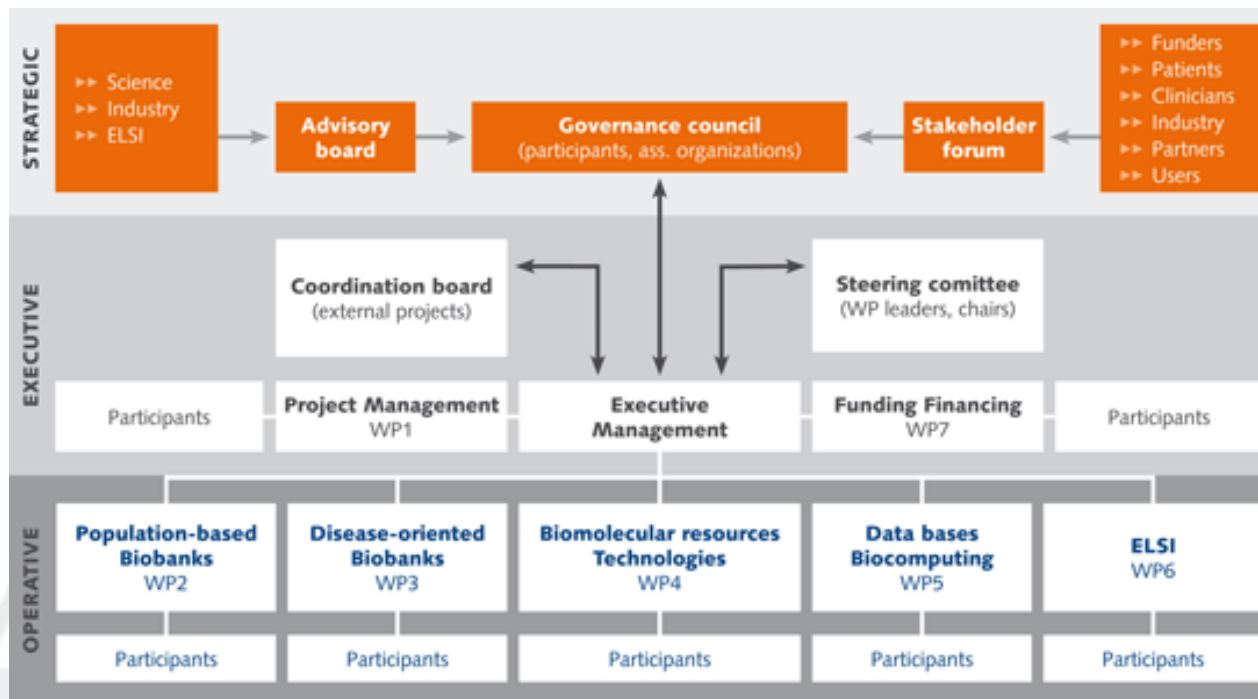 STRATEGIC
►► Science
►► Industry
►► ELSI
Advisory
board
Governance council
(participants, ass. organizations)
Stakeholder
forum
►► Funders
►► Patients
►► Clinicians
►► Industry
►► Partners
►► Users
EXECUTIVE
Coordination board
(external projects)
Steering comittee
(WP leaders, chairs)
Participants
Project Management
WP1
Executive
Management
Funding Financing
WP7
Participants
OPERATIVE
Population-based
Biobanks
WP2
Disease-oriented
Biobanks
WP3
Biomolecular resources
Technologies
WP4
Data bases
Biocomputing
WP5
ELSI
WP6
Participants
Participants
Participants
Participants
Participants